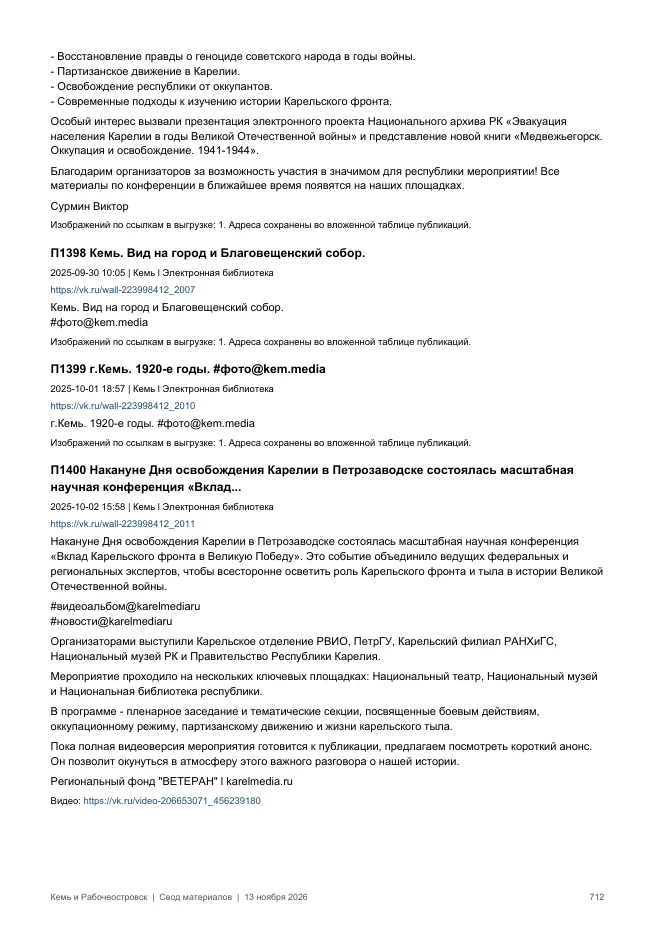 - Восстановление правды о геноциде советского народа в годы войны.
- Партизанское движение в Карелии.
- Освобождение республики от оккупантов.
- Современные подходы к изучению истории Карельского фронта.
Особый интерес вызвали презентация электронного проекта Национального архива РК «Эвакуация
населения Карелии в годы Великой Отечественной войны» и представление новой книги «Медвежьегорск.
Оккупация и освобождение. 1941-1944».
Благодарим организаторов за возможность участия в значимом для республики мероприятии! Все
материалы по конференции в ближайшее время появятся на наших площадках.
Сурмин Виктор
Изображений по ссылкам в выгрузке: 1. Адреса сохранены во вложенной таблице публикаций.
П1398 Кемь. Вид на город и Благовещенский собор.
2025-09-30 10:05 | Кемь I Электронная библиотека
https://vk.ru/wall-223998412_2007
Кемь. Вид на город и Благовещенский собор.
#фото@kem.media
Изображений по ссылкам в выгрузке: 1. Адреса сохранены во вложенной таблице публикаций.
П1399 г.Кемь. 1920-е годы. #фото@kem.media
2025-10-01 18:57 | Кемь I Электронная библиотека
https://vk.ru/wall-223998412_2010
г.Кемь. 1920-е годы. #фото@kem.media
Изображений по ссылкам в выгрузке: 1. Адреса сохранены во вложенной таблице публикаций.
П1400 Накануне Дня освобождения Карелии в Петрозаводске состоялась масштабная
научная конференция «Вклад...
2025-10-02 15:58 | Кемь I Электронная библиотека
https://vk.ru/wall-223998412_2011
Накануне Дня освобождения Карелии в Петрозаводске состоялась масштабная научная конференция
«Вклад Карельского фронта в Великую Победу». Это событие объединило ведущих федеральных и
региональных экспертов, чтобы всесторонне осветить роль Карельского фронта и тыла в истории Великой
Отечественной войны.
#видеоальбом@karelmediaru
#новости@karelmediaru
Организаторами выступили Карельское отделение РВИО, ПетрГУ, Карельский филиал РАНХиГС,
Национальный музей РК и Правительство Республики Карелия.
Мероприятие проходило на нескольких ключевых площадках: Национальный театр, Национальный музей
и Национальная библиотека республики.
В программе - пленарное заседание и тематические секции, посвященные боевым действиям,
оккупационному режиму, партизанскому движению и жизни карельского тыла.
Пока полная видеоверсия мероприятия готовится к публикации, предлагаем посмотреть короткий анонс.
Он позволит окунуться в атмосферу этого важного разговора о нашей истории.
Региональный фонд "ВЕТЕРАН" I karelmedia.ru
Видео: https://vk.ru/video-206653071_456239180
Кемь и Рабочеостровск | Свод материалов | 13 ноября 2026
712